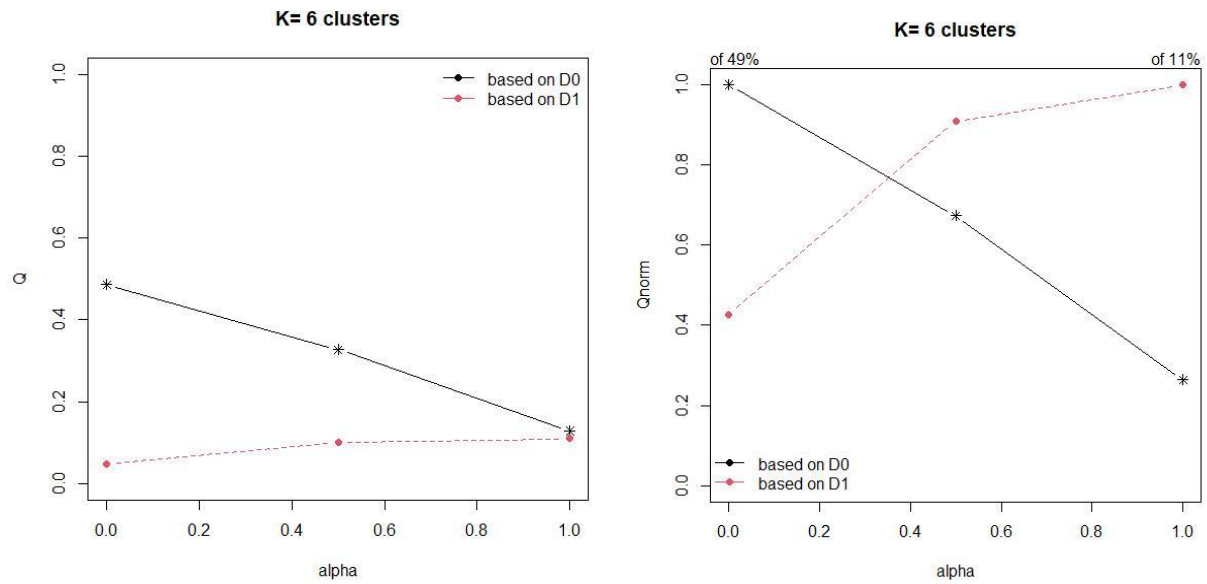 K= 6 clusters
based on D0
based on D1
1.0
0.8
0.6
0.4
0.2
0.0
Q
0.0 0.2 0.4 0.6 0.8 1.0
alpha
K= 6 clusters
of 49% of 11%
1.0
0.8
0.6
0.4
0.2
0.0
Qnorm
based on D0
based on D1
0.0 0.2 0.4 0.6 0.8 1.0
alpha